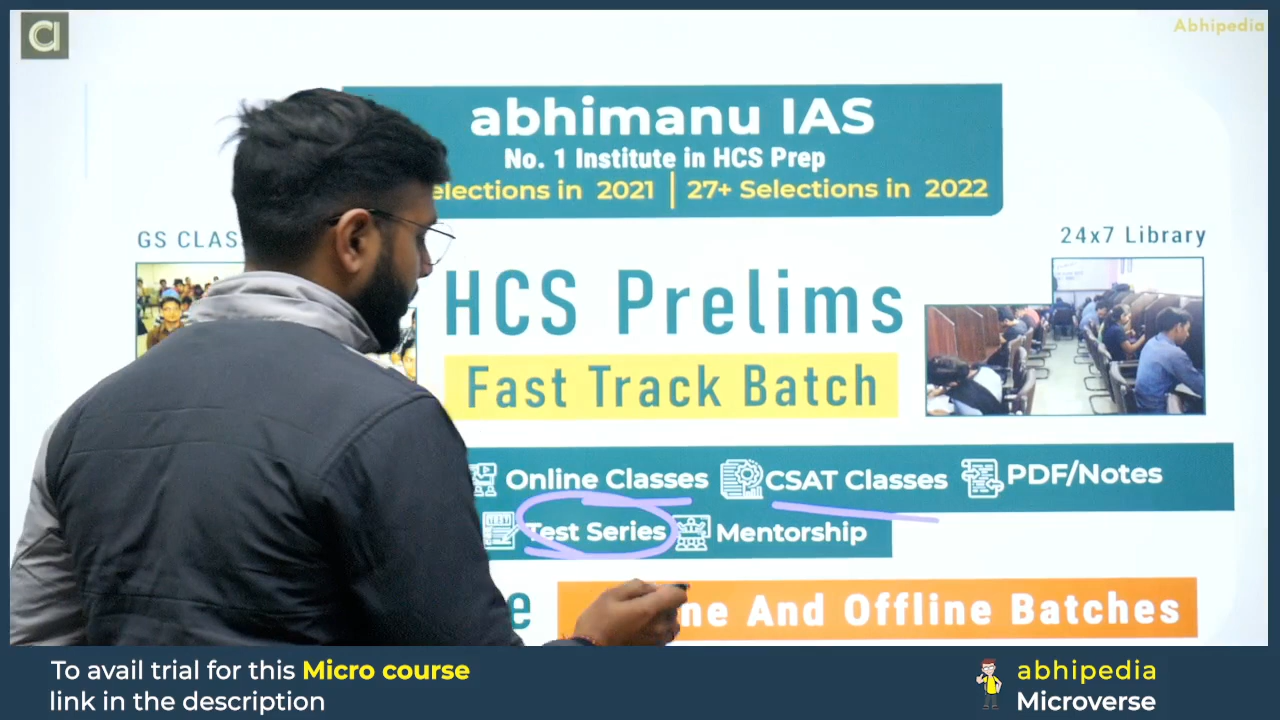 Abhipedia
abhimanu IAS
No. 1 Institute in HCS Prep
elections in 2021 | 27+ Selections in 2022
GS CLAS
24x7 Library
HCS Prelims
Fast Track Batch
Online Classes CSAT Classes PDF/Notes
Test Series Mentorship
e
ne And Offline Batches
To avail trial for this Micro course
link in the description
abhipedia
Microverse